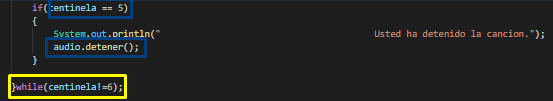 if(centinela == 5)
{
System.out.println(" Usted ha detenido la cancion.");
audio.detener();
}
}while(centinela!=6);